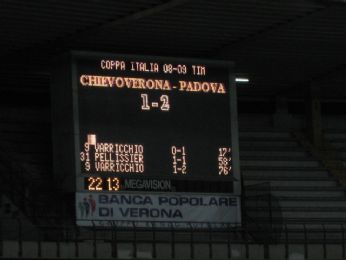 COPPA ITALIA 08-09 TIM
CHIEVOVERONA - PADOVA
1-2
9 VARRICCHIO 0-1 17'
31 PELLISSIER 1-1 58'
9 VARRICCHIO 1-2 76'
22 13 MEGAVISION
BANCA POPOLARE
DI VERONA